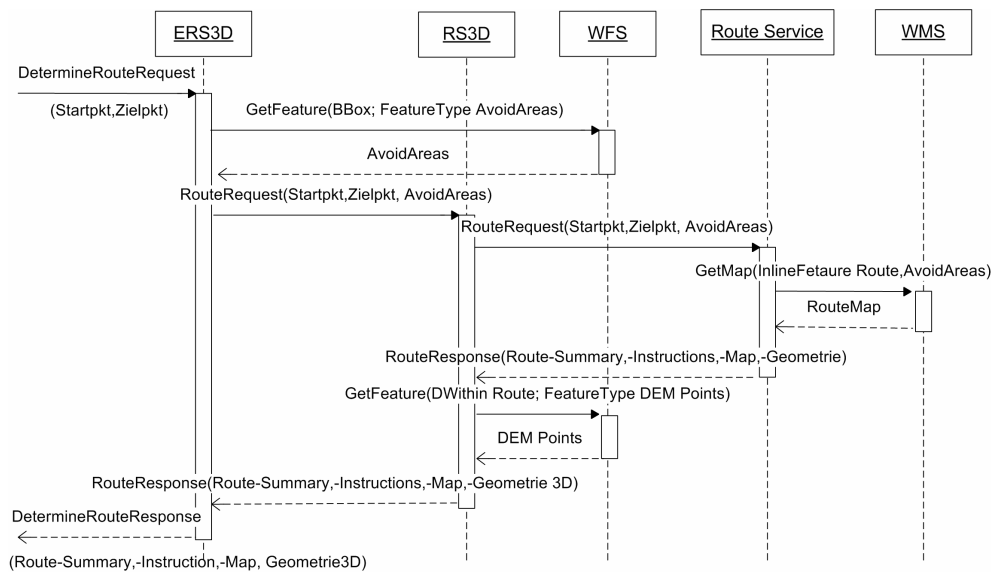 ERS3D
RS3D
WFS
Route Service
WMS
DetermineRouteRequest
(Startpkt,Zielpkt)
GetFeature(BBox; FeatureType AvoidAreas)
AvoidAreas
RouteRequest(Startpkt,Zielpkt, AvoidAreas)
RouteRequest(Startpkt,Zielpkt, AvoidAreas)
GetMap(InlineFetaure Route,AvoidAreas)
RouteMap
RouteResponse(Route-Summary,-Instructions,-Map,-Geometrie)
GetFeature(DWithin Route; FeatureType DEM Points)
DEM Points
RouteResponse(Route-Summary,-Instructions,-Map,-Geometrie 3D)
DetermineRouteResponse
(Route-Summary,-Instruction,-Map, Geometrie3D)